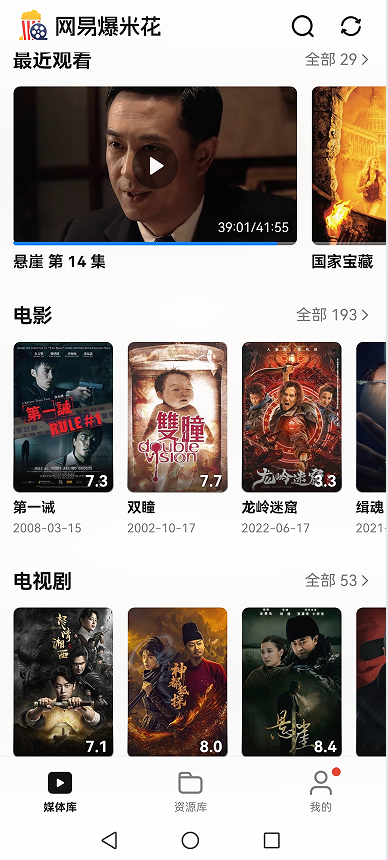 网易爆米花
最近观看
全部 29
39:01/41:55
悬崖 第 14 集
国家宝藏
电影
全部 193
第一诫
RULE #1
7.3
雙瞳
double
vision
7.7
龙岭迷窟
3.3
第一诫
双瞳
龙岭迷窟
缉魂
2008-03-15
2002-10-17
2022-06-17
2021-
电视剧
全部 53
怒晴湘西
7.1
8.0
悬崖
8.4
媒体库
资源库
我的